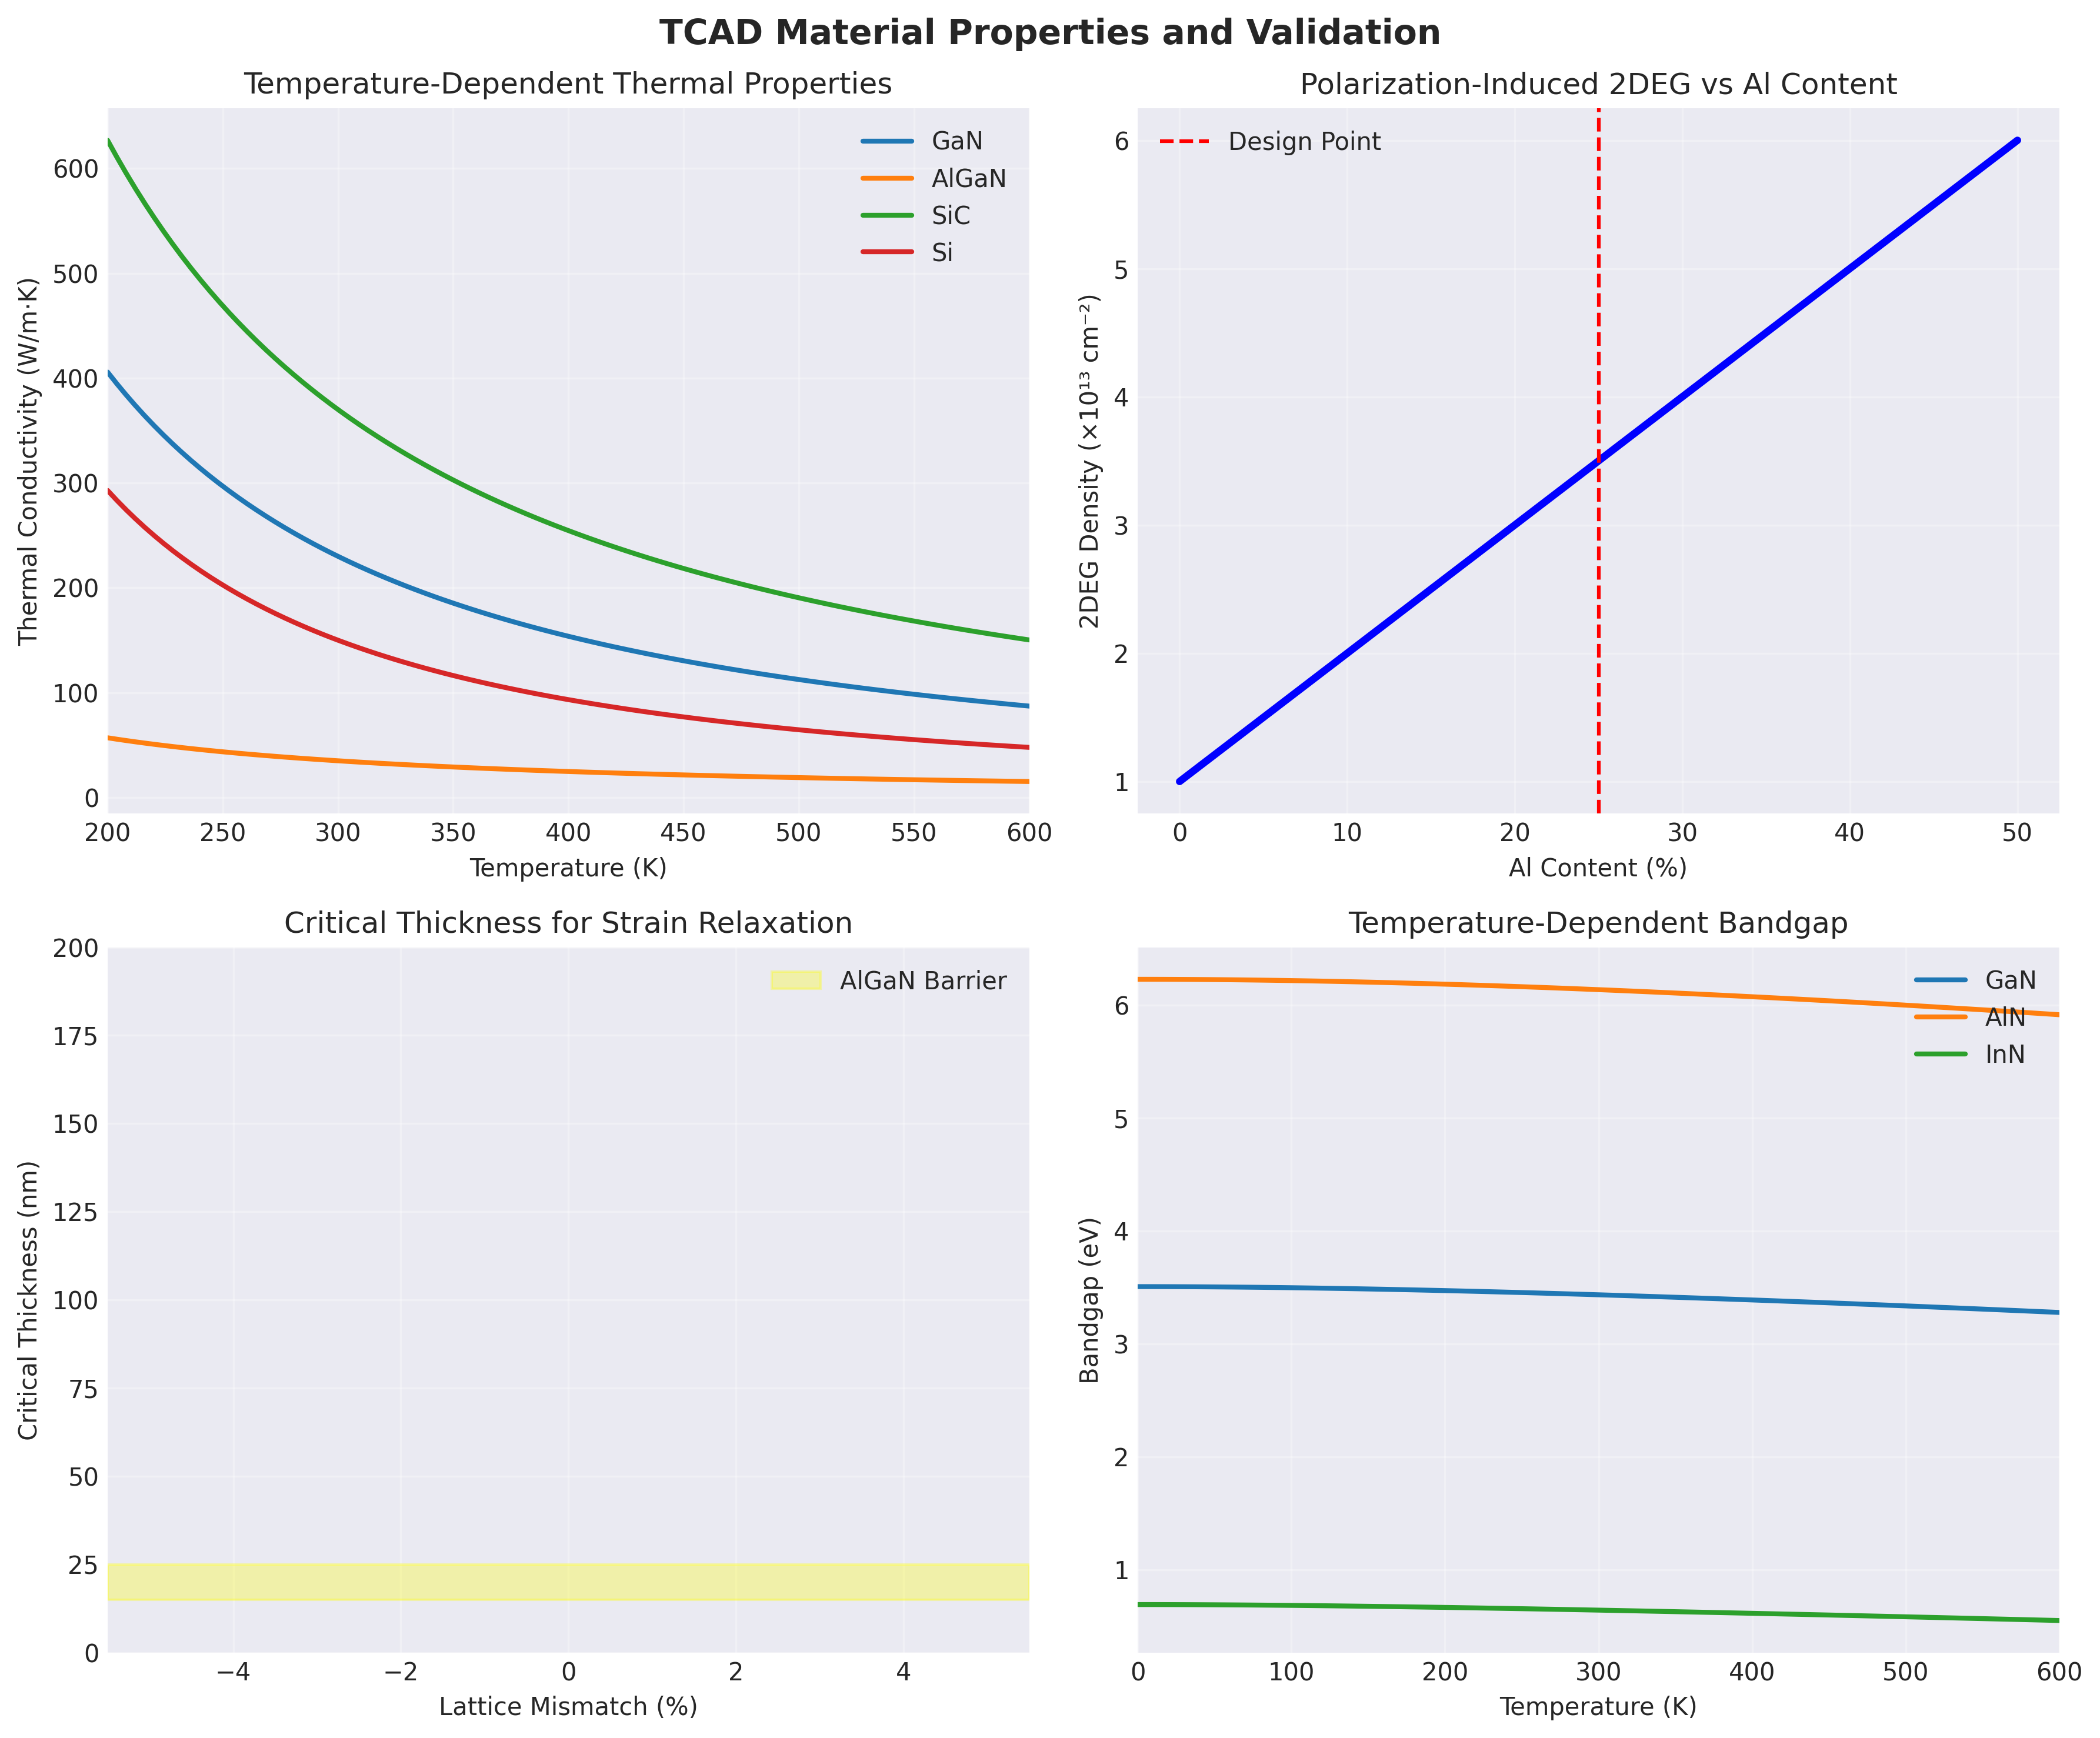 TCAD Material Properties and Validation
Temperature-Dependent Thermal Properties
Thermal Conductivity (W/m·K)
600
500
400
300
200
100
0
GaN
AlGaN
SiC
Si
200 250 300 350 400 450 500 550 600
Temperature (K)
Polarization-Induced 2DEG vs Al Content
2DEG Density (×10¹³ cm⁻²)
6
5
4
3
2
1
Design Point
0 10 20 30 40 50
Al Content (%)
Critical Thickness for Strain Relaxation
Critical Thickness (nm)
200
175
150
125
100
75
50
25
0
AlGaN Barrier
−4 −2 0 2 4
Lattice Mismatch (%)
Temperature-Dependent Bandgap
Bandgap (eV)
6
5
4
3
2
1
GaN
AlN
InN
0 100 200 300 400 500 600
Temperature (K)